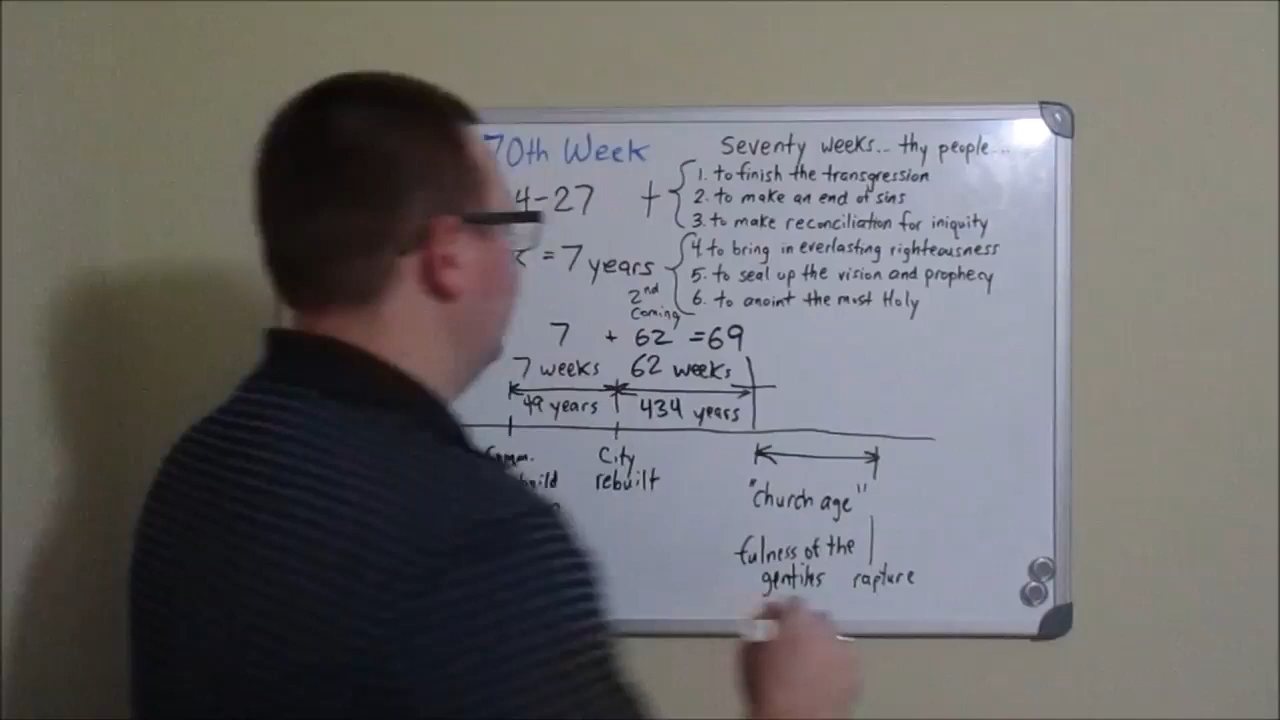 70th Week
Seventy weeks... thy people...
1. to finish the transgression
4-27 † 2. to make an end of sins
3. to make reconciliation for iniquity
= 7 years 4 to bring in everlasting righteousness
5. to seal up the vision and prophecy
2nd coming 6. to anoint the most Holy
7 + 62 = 69
7 weeks 62 weeks
49 years 434 years
Comm. City
rebuilt
"church age"
fulness of the
gentiles rapture